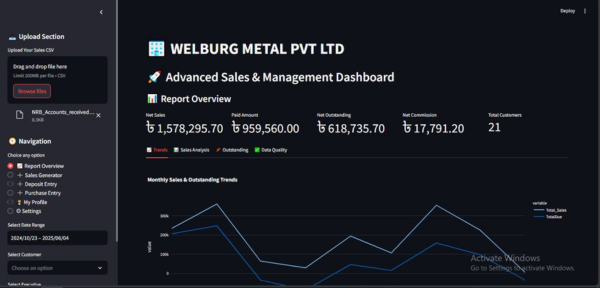 Deploy
Upload Section
Upload Your Sales CSV
Drag and drop file here
Limit 200MB per file • CSV
Browse files
NRB_Accounts_received....
8.3KB
Navigation
Choose any option
Report Overview
Sales Generator
Deposit Entry
Purchase Entry
My Profile
Settings
Select Date Range
2024/10/23 – 2025/06/04
Select Customer
Choose an option
Select Executive
WELBURG METAL PVT LTD
Advanced Sales & Management Dashboard
Report Overview
Net Sales
৳ 1,578,295.70
Paid Amount
৳ 959,560.00
Net Outstanding
৳ 618,735.70
Net Commission
৳ 17,791.20
Total Customers
21
Trends
Sales Analysis
Outstanding
Data Quality
Monthly Sales & Outstanding Trends
value
300k
200k
100k
0
variable
Total_Sales
TotalDue
Activate Windows
Go to Settings to activate Windows.